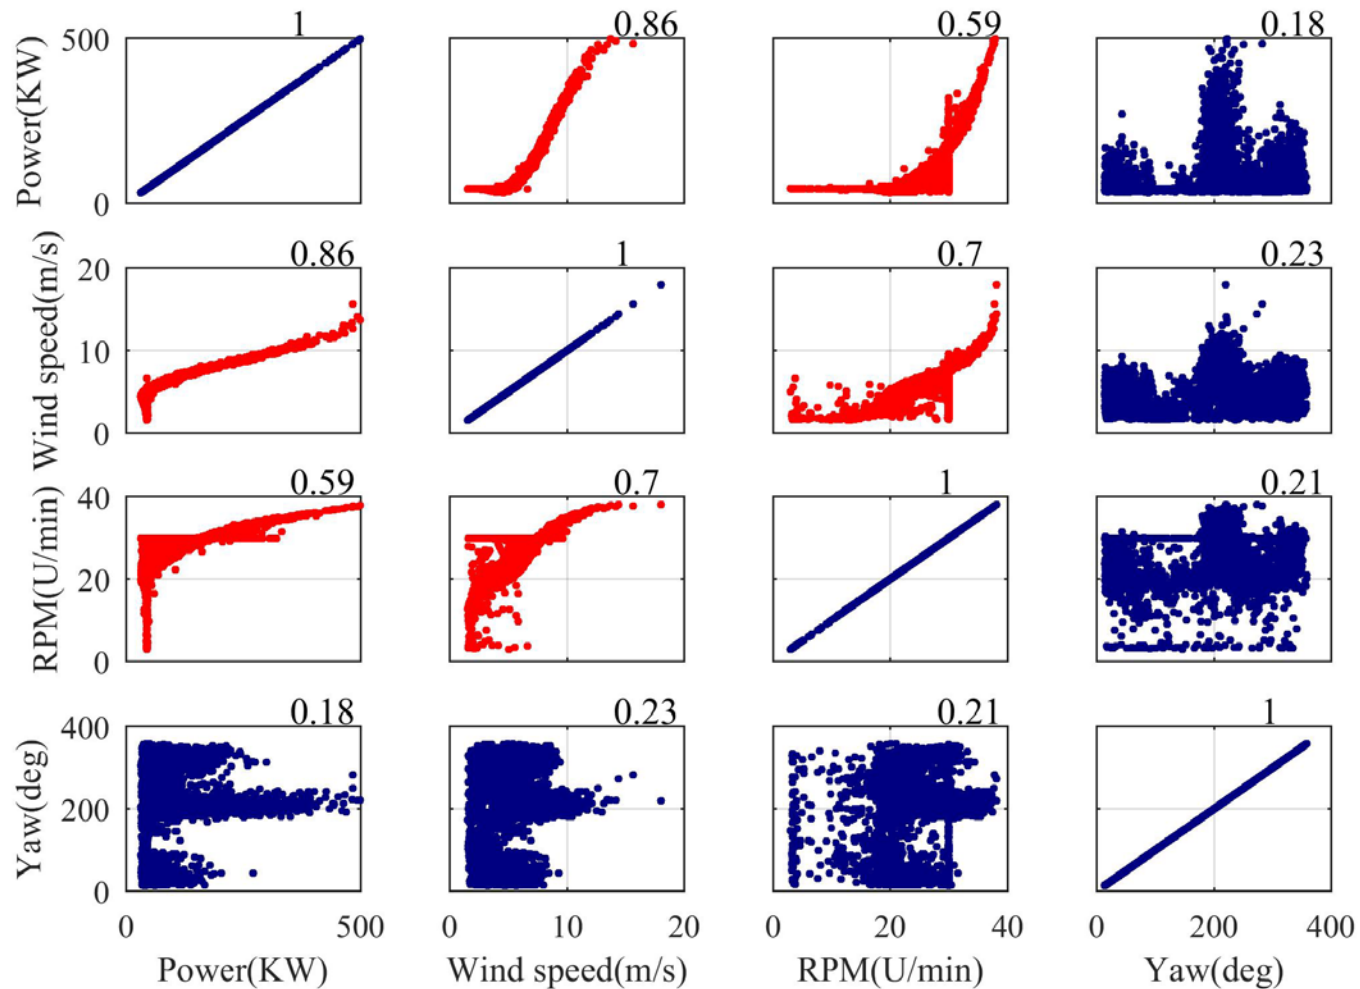 1 0.86 0.59 0.18
500
Power(KW)
0
0.86 1 0.7 0.23
20
Wind speed(m/s)
10
0
0.59 0.7 1 0.21
40
RPM(U/min)
20
0
0.18 0.23 0.21 1
400
Yaw(deg)
200
0
0 500 0 10 20 0 20 40 0 200 400
Power(KW) Wind speed(m/s) RPM(U/min) Yaw(deg)